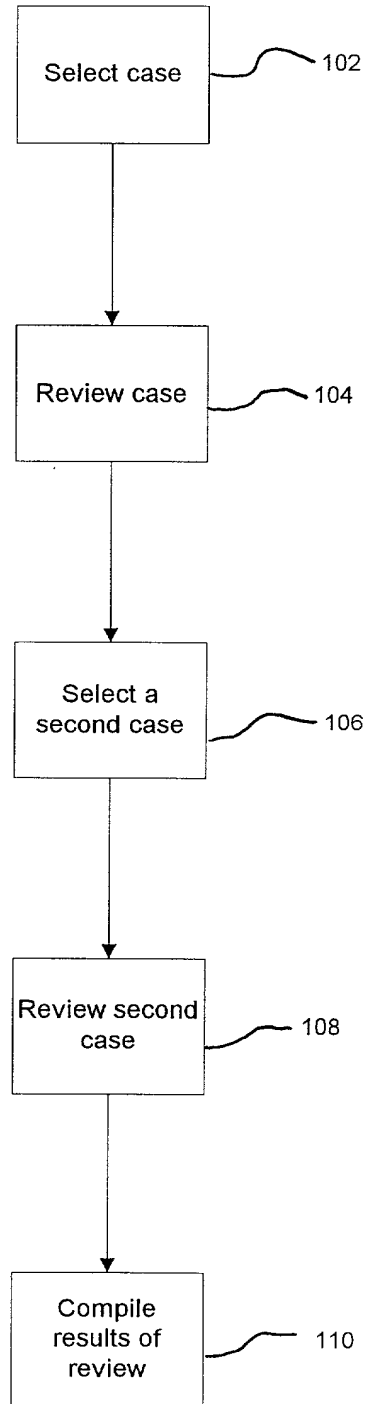 Select case
102
Review case
104
Select a
second case
106
Review second
case
108
Compile
results of
review
110